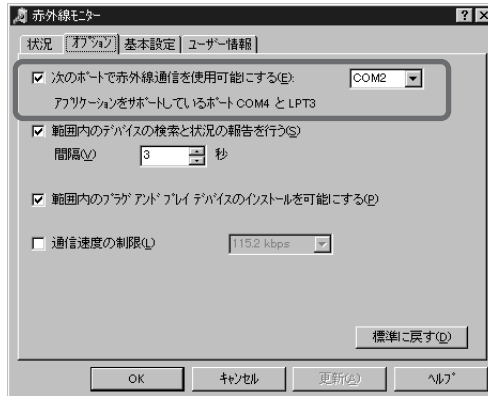 赤外線ﾓﾆﾀｰ
状況 ｵﾌﾟｼｮﾝ 基本設定 ﾕｰｻﾞｰ情報
次のﾎﾟｰﾄで赤外線通信を使用可能にする(E): COM2
ｱﾌﾟﾘｹｰｼｮﾝをｻﾎﾟｰﾄしているﾎﾟｰﾄ COM4 と LPT3
範囲内のﾃﾞﾊﾞｲｽの検索と状況の報告を行う(S)
間隔(V) 3 秒
範囲内のﾌﾟﾗｸﾞ ｱﾝﾄﾞ ﾌﾟﾚｲ ﾃﾞﾊﾞｲｽのｲﾝｽﾄｰﾙを可能にする(P)
通信速度の制限(L) 115.2 kbps
標準に戻す(D)
OK ｷｬﾝｾﾙ 更新(A) ﾍﾙﾌﾟ